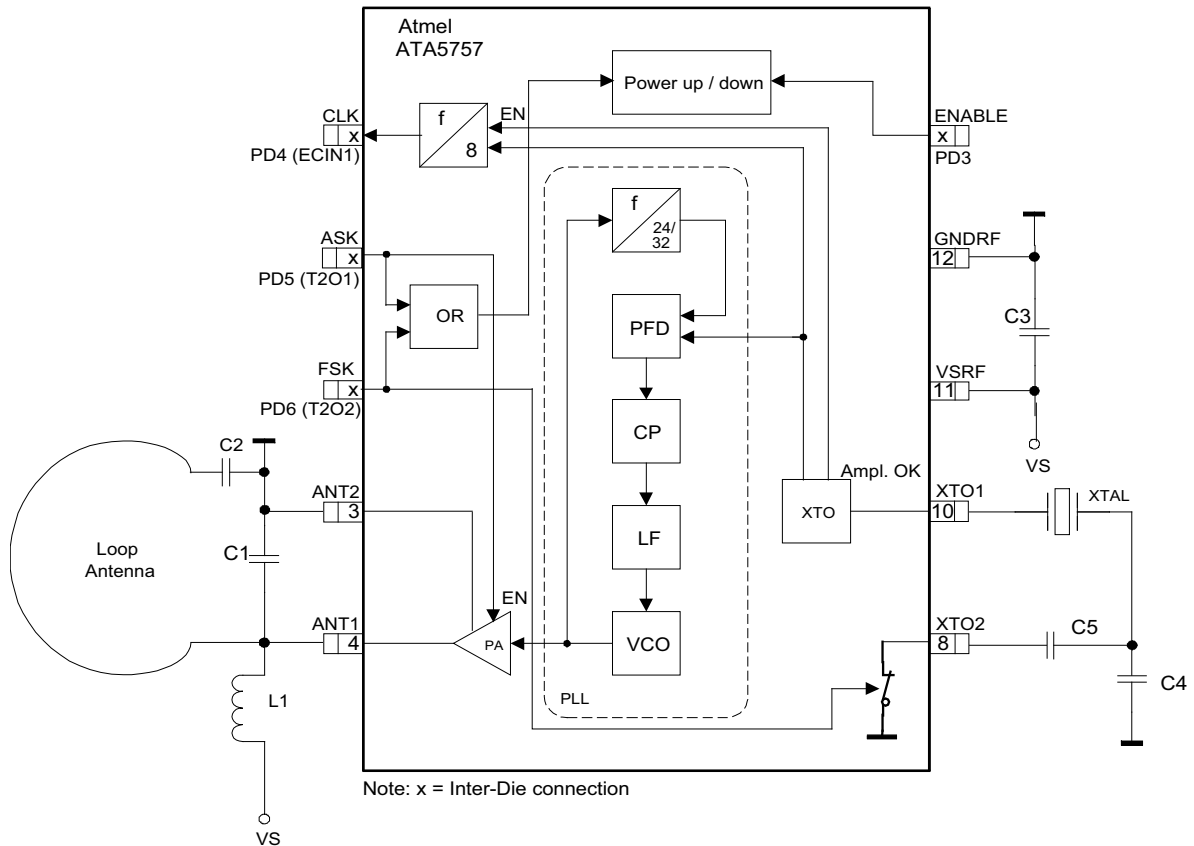 Atmel
ATA5757
Power up / down
CLK
x
PD4 (ECIN1)
f
8
EN
ENABLE
x
PD3
f
24/
32
ASK
x
PD5 (T2O1)
OR
GNDRF
12
C3
PFD
FSK
x
PD6 (T2O2)
VSRF
11
VS
CP
C2
Ampl. OK
XTO
XTO1
10
XTAL
ANT2
3
LF
Loop
Antenna
C1
EN
ANT1
4
PA
VCO
XTO2
8
C5
C4
L1
PLL
VS
Note: x = Inter-Die connection